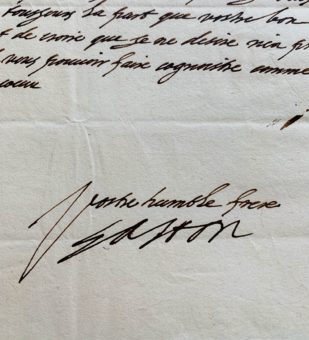 tousjours la part que vostre bon
t de croire que je ne desire rien
vous pouvoir faire cognoistre comme
coeur
Vostre humble frere
Gaston